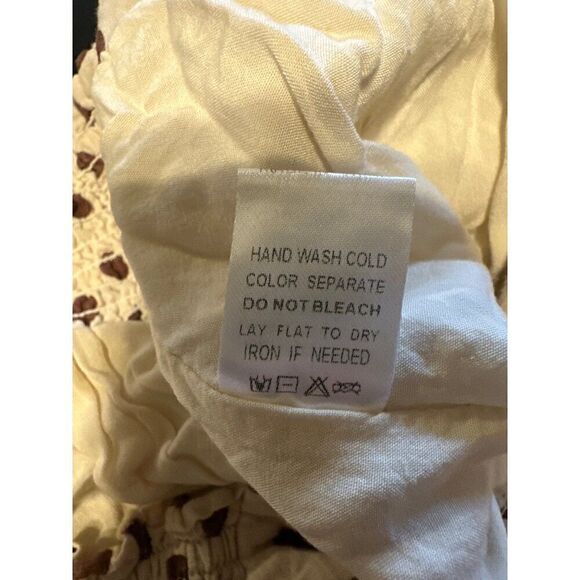 HAND WASH COLD
COLOR SEPARATE
DO NOT BLEACH
LAY FLAT TO DRY
IRON IF NEEDED